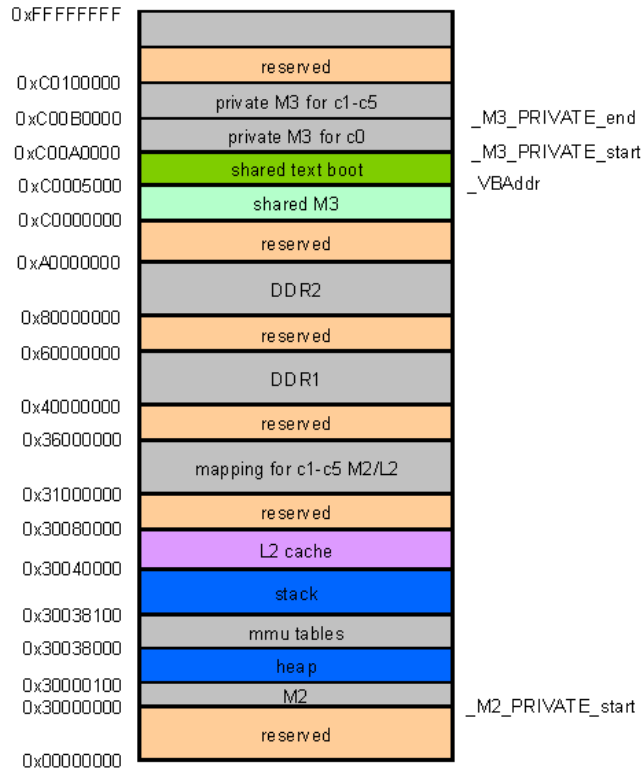 0xFFFFFFFF
reserved
0xC0100000
private M3 for c1-c5
0xC00B0000 _M3_PRIVATE_end
private M3 for c0
0xC00A0000 _M3_PRIVATE_start
shared text boot
0xC0005000 _VBAddr
shared M3
0xC0000000
reserved
0xA0000000
DDR2
0x80000000
reserved
0x60000000
DDR1
0x40000000
reserved
0x36000000
mapping for c1-c5 M2/L2
0x31000000
reserved
0x30080000
L2 cache
0x30040000
stack
0x30038100
mmu tables
0x30038000
heap
0x30000100
M2
0x30000000 _M2_PRIVATE_start
reserved
0x00000000